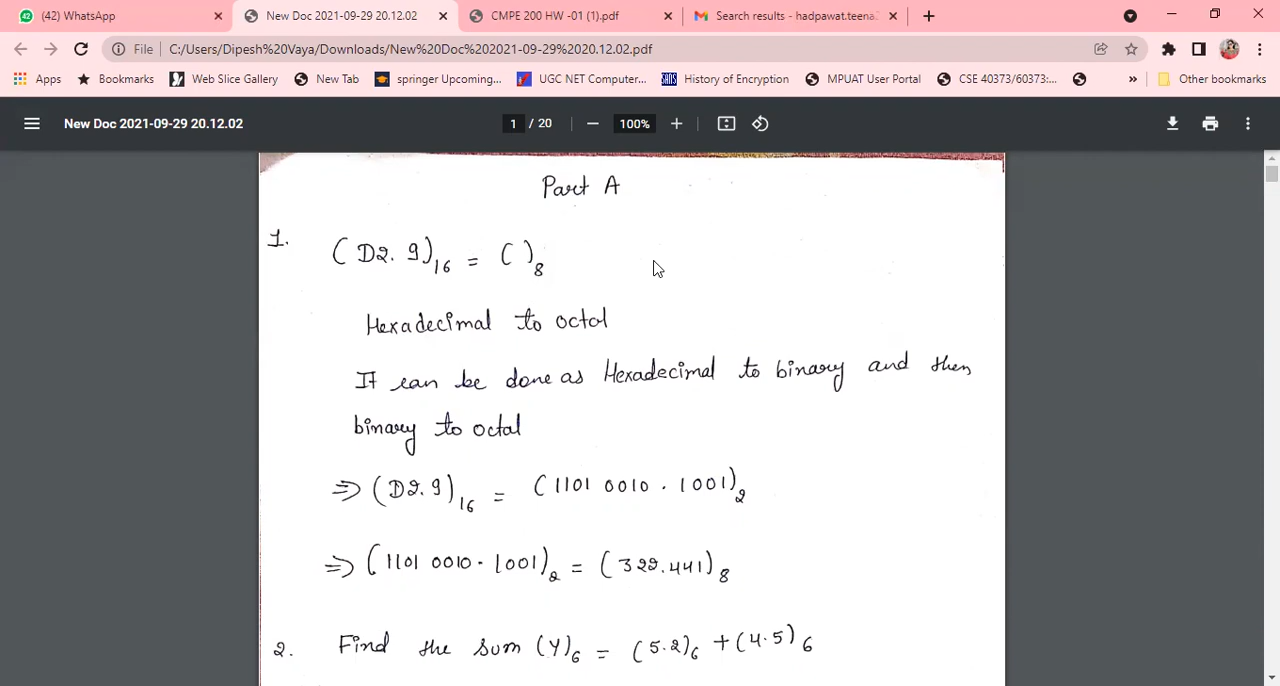 (42) WhatsApp
New Doc 2021-09-29 20.12.02
CMPE 200 HW -01 (1).pdf
Search results - hadpawat.teena
File
C:/Users/Dipesh%20Vaya/Downloads/New%20Doc%202021-09-29%2020.12.02.pdf
Apps
Bookmarks
Web Slice Gallery
New Tab
springer Upcoming...
UGC NET Computer...
History of Encryption
MPUAT User Portal
CSE 40373/60373:...
»
Other bookmarks
New Doc 2021-09-29 20.12.02
1 / 20
100%
Part A
1. (D2.9)16 = ( )8
Hexadecimal to octal
It can be done as Hexadecimal to binary and then
binary to octal
⇒ (D2.9)16 = (1101 0010 . 1001)2
⇒ (1101 0010 . 1001)2 = (322.441)8
2. Find the sum (Y)6 = (5.2)6 + (4.5)6